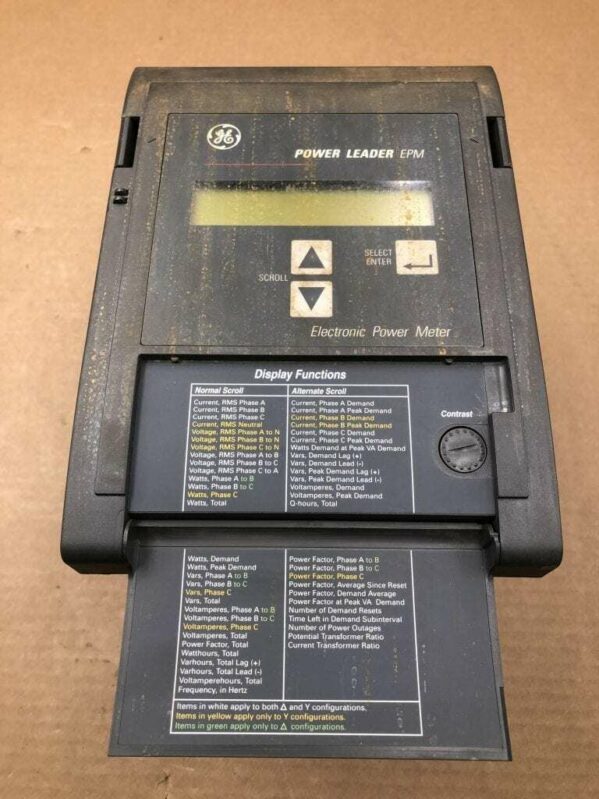 GE
POWER LEADER EPM
SCROLL
SELECT
ENTER
Electronic Power Meter
Display Functions
Normal Scroll
Current, RMS Phase A
Current, RMS Phase B
Current, RMS Phase C
Current, RMS Neutral
Voltage, RMS Phase A to N
Voltage, RMS Phase B to N
Voltage, RMS Phase C to N
Voltage, RMS Phase A to B
Voltage, RMS Phase B to C
Voltage, RMS Phase C to A
Watts, Phase A to B
Watts, Phase B to C
Watts, Phase C
Watts, Total
Alternate Scroll
Current, Phase A Demand
Current, Phase A Peak Demand
Current, Phase B Demand
Current, Phase B Peak Demand
Current, Phase C Demand
Current, Phase C Peak Demand
Watts Demand at Peak VA Demand
Vars, Demand Lag (+)
Vars, Demand Lead (-)
Vars, Peak Demand Lag (+)
Vars, Peak Demand Lead (-)
Voltamperes, Demand
Voltamperes, Peak Demand
Q-hours, Total
Contrast
Watts, Demand
Watts, Peak Demand
Vars, Phase A to B
Vars, Phase B to C
Vars, Phase C
Vars, Total
Voltamperes, Phase A to B
Voltamperes, Phase B to C
Voltamperes, Phase C
Voltamperes, Total
Power Factor, Total
Watthours, Total
Varhours, Total Lag (+)
Varhours, Total Lead (-)
Voltamperehours, Total
Frequency, in Hertz
Power Factor, Phase A to B
Power Factor, Phase B to C
Power Factor, Phase C
Power Factor, Average Since Reset
Power Factor, Demand Average
Power Factor at Peak VA Demand
Number of Demand Resets
Time Left in Demand Subinterval
Number of Power Outages
Potential Transformer Ratio
Current Transformer Ratio
Items in white apply to both Δ and Y configurations.
Items in yellow apply only to Y configurations.
Items in green apply only to Δ configurations.